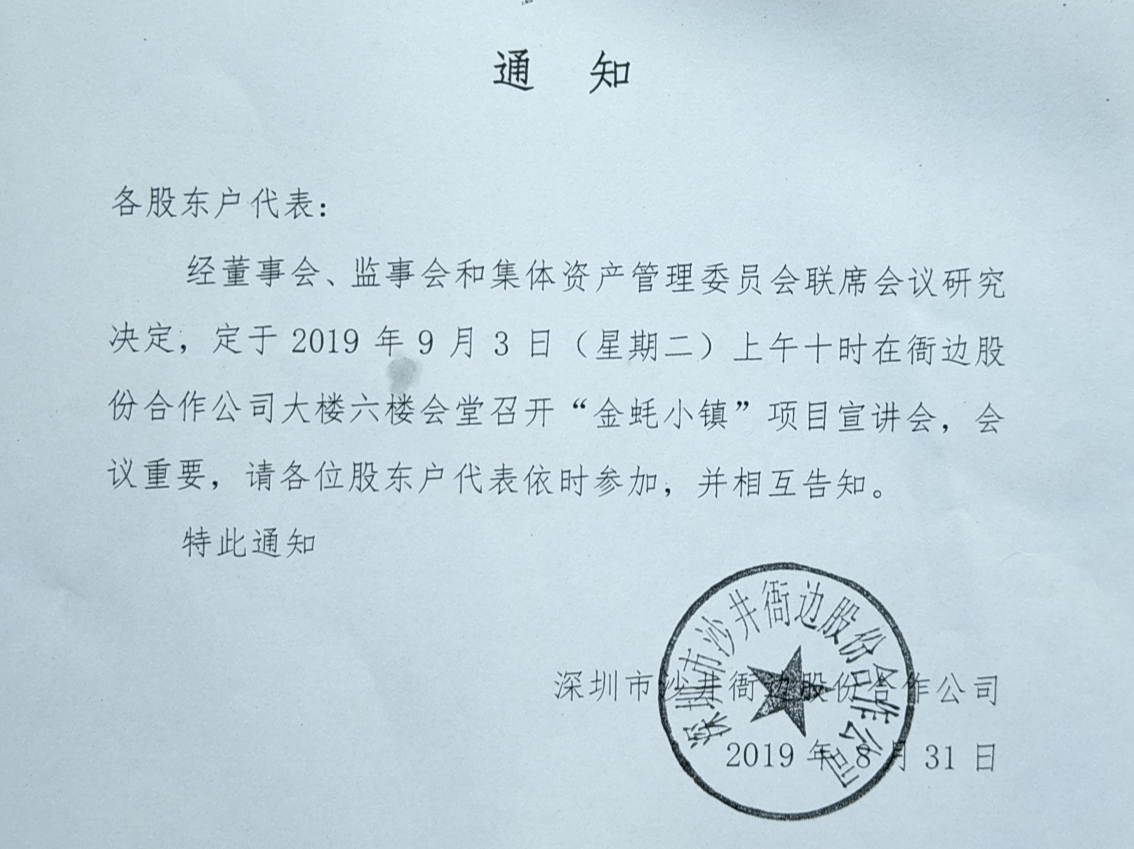 通 知
各股东户代表：
经董事会、监事会和集体资产管理委员会联席会议研究
决定，定于 2019 年 9 月 3 日（星期二）上午十时在衙边股
份合作公司大楼六楼会堂召开“金蚝小镇”项目宣讲会，会
议重要，请各位股东户代表依时参加，并相互告知。
特此通知
深圳市沙井衙边股份合作公司
2019 年 8 月 31 日
深圳市沙井衙边股份合作公司